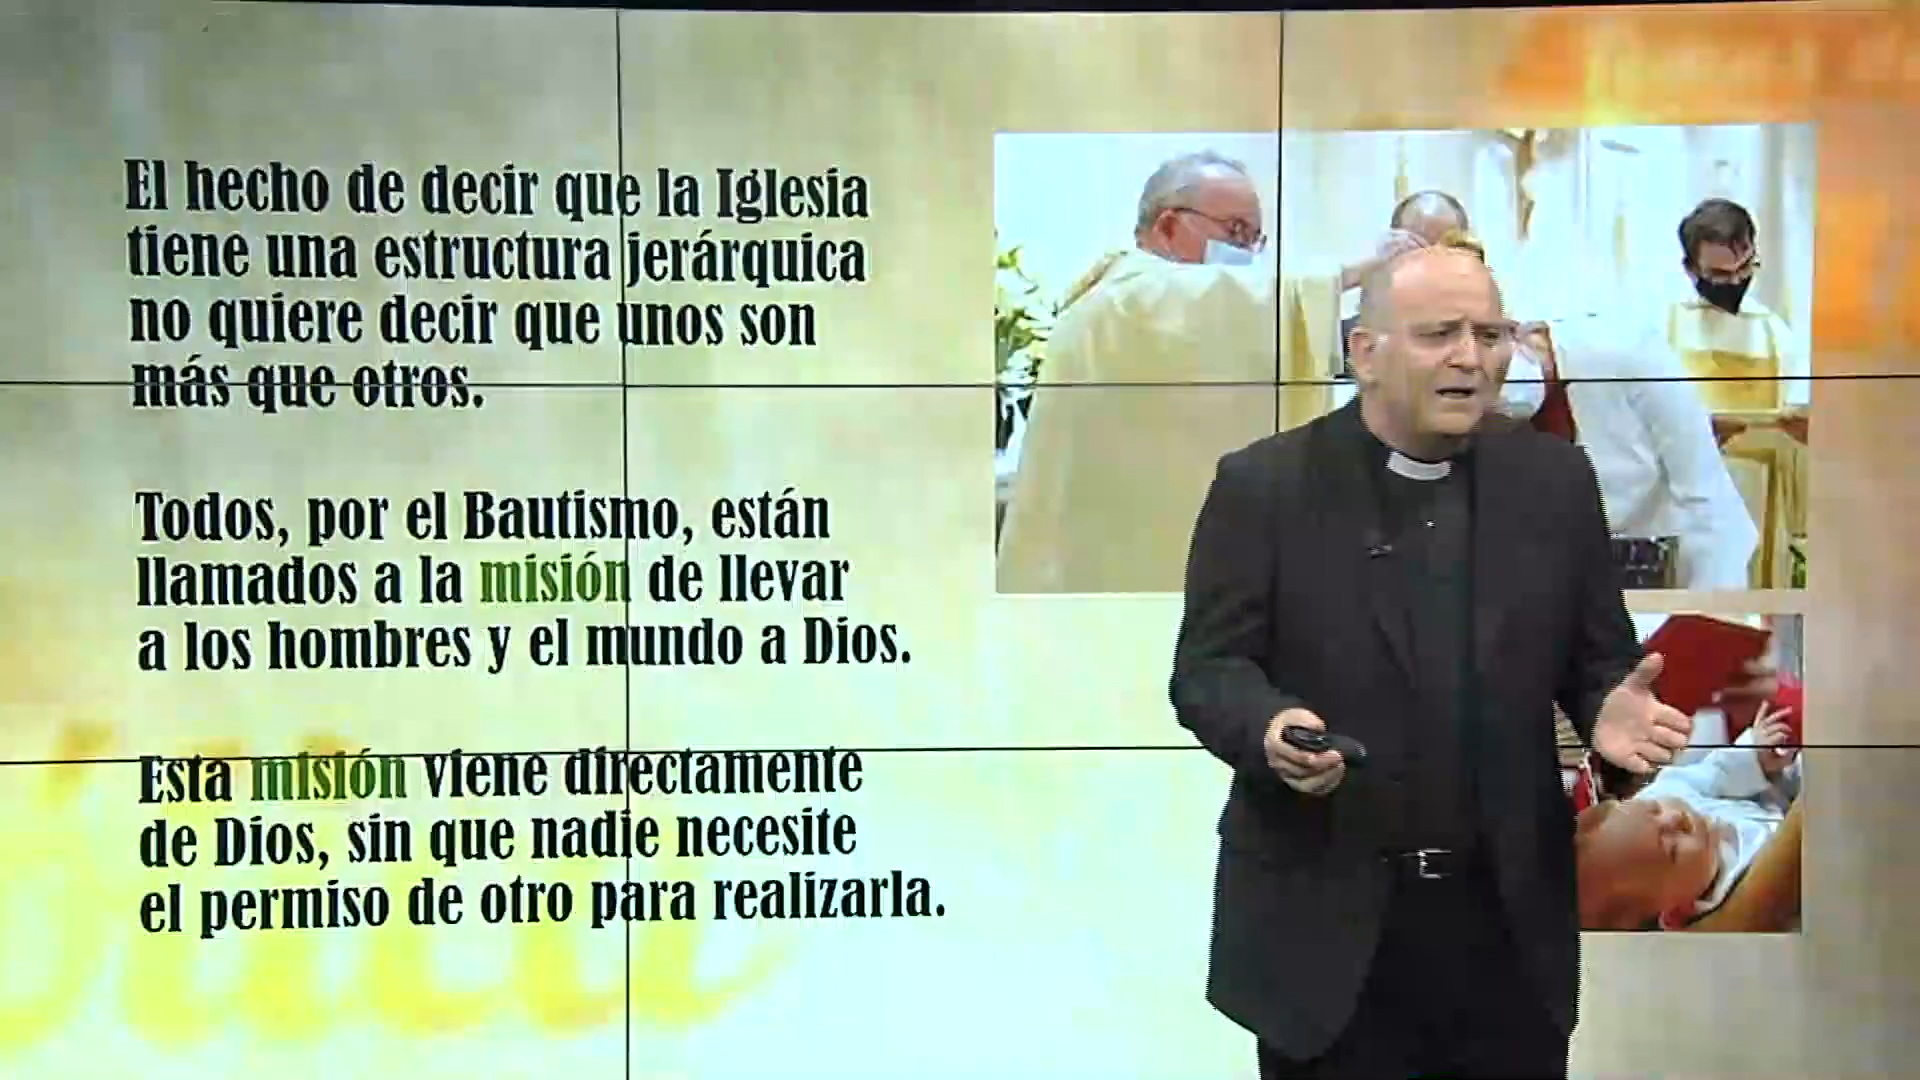 El hecho de decir que la Iglesia
tiene una estructura jerárquica
no quiere decir que unos son
más que otros.
Todos, por el Bautismo, están
llamados a la misión de llevar
a los hombres y el mundo a Dios.
Esta misión viene directamente
de Dios, sin que nadie necesite
el permiso de otro para realizarla.